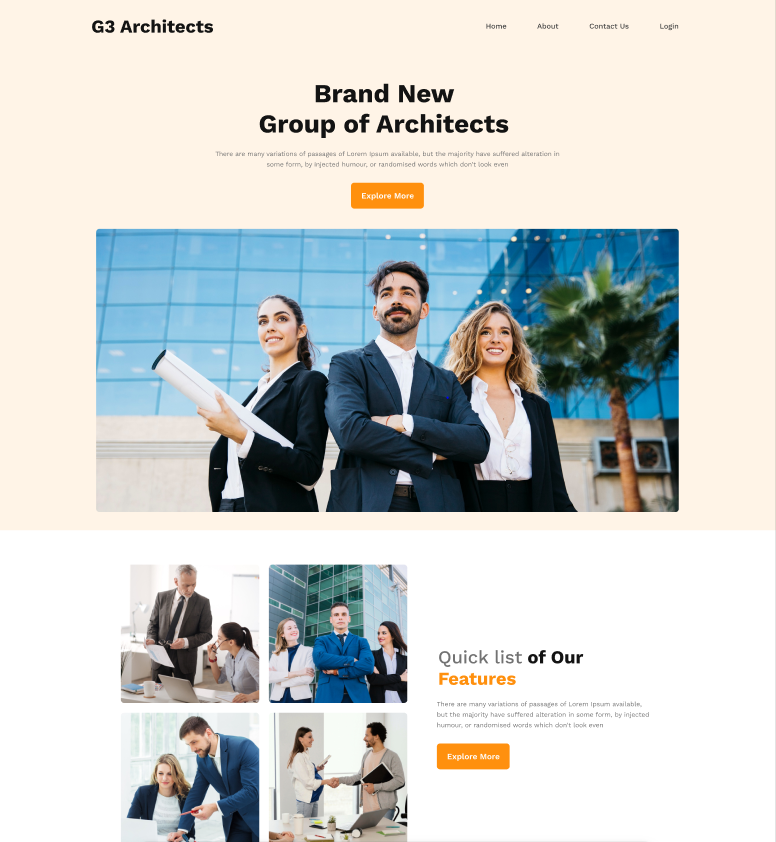 G3 Architects
Home About Contact Us Login
Brand New
Group of Architects
There are many variations of passages of Lorem Ipsum available, but the majority have suffered alteration in
some form, by injected humour, or randomised words which don't look even
Explore More
Quick list of Our
Features
There are many variations of passages of Lorem Ipsum available,
but the majority have suffered alteration in some form, by injected
humour, or randomised words which don't look even
Explore More